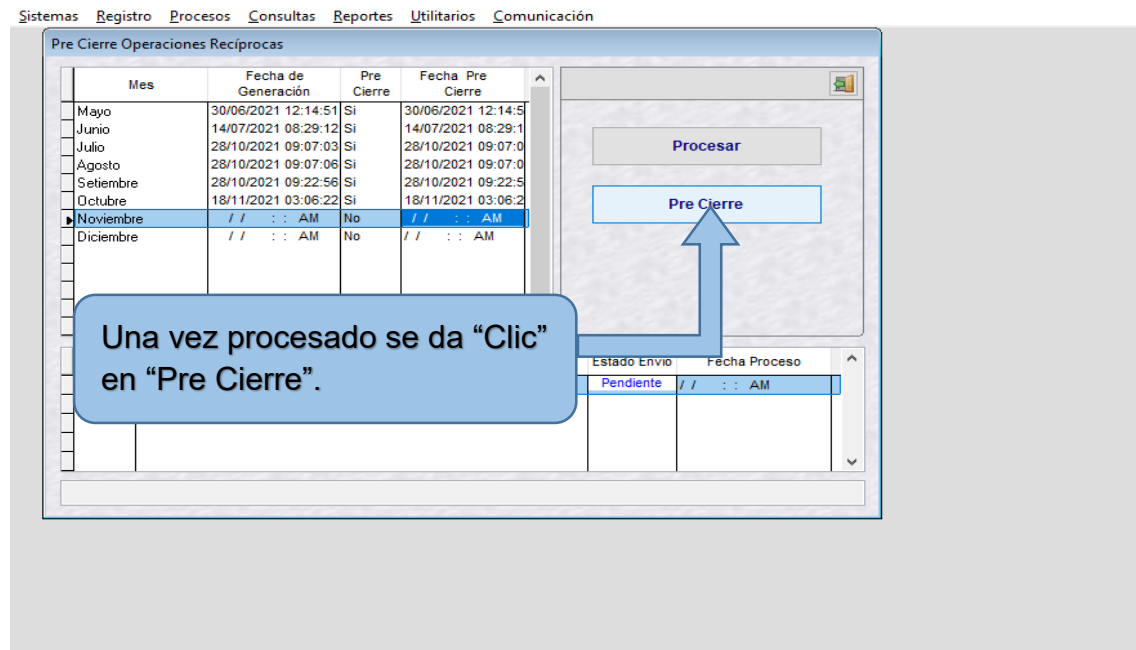 Sistemas Registro Procesos Consultas Reportes Utilitarios Comunicación
Pre Cierre Operaciones Recíprocas
Mes Fecha de Generación Pre Cierre Fecha Pre Cierre
Mayo 30/06/2021 12:14:51 Si 30/06/2021 12:14:5
Junio 14/07/2021 08:29:12 Si 14/07/2021 08:29:1
Julio 28/10/2021 09:07:03 Si 28/10/2021 09:07:0
Agosto 28/10/2021 09:07:06 Si 28/10/2021 09:07:0
Setiembre 28/10/2021 09:22:56 Si 28/10/2021 09:22:5
Octubre 18/11/2021 03:06:22 Si 18/11/2021 03:06:2
Noviembre / / : : AM No / / : : AM
Diciembre / / : : AM No / / : : AM
Procesar
Pre Cierre
Una vez procesado se da “Clic”
en “Pre Cierre”.
Estado Envio Fecha Proceso
Pendiente / / : : AM